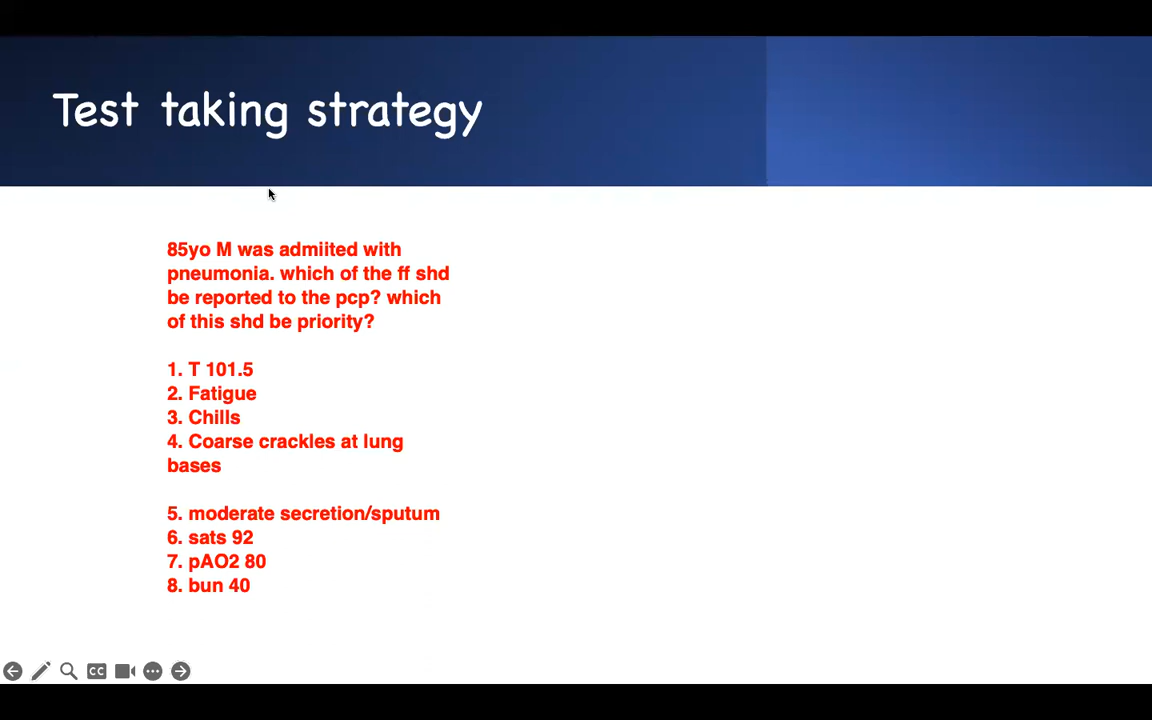 Test taking strategy
85yo M was admiited with
pneumonia. which of the ff shd
be reported to the pcp? which
of this shd be priority?
1. T 101.5
2. Fatigue
3. Chills
4. Coarse crackles at lung
bases
5. moderate secretion/sputum
6. sats 92
7. pAO2 80
8. bun 40
CC